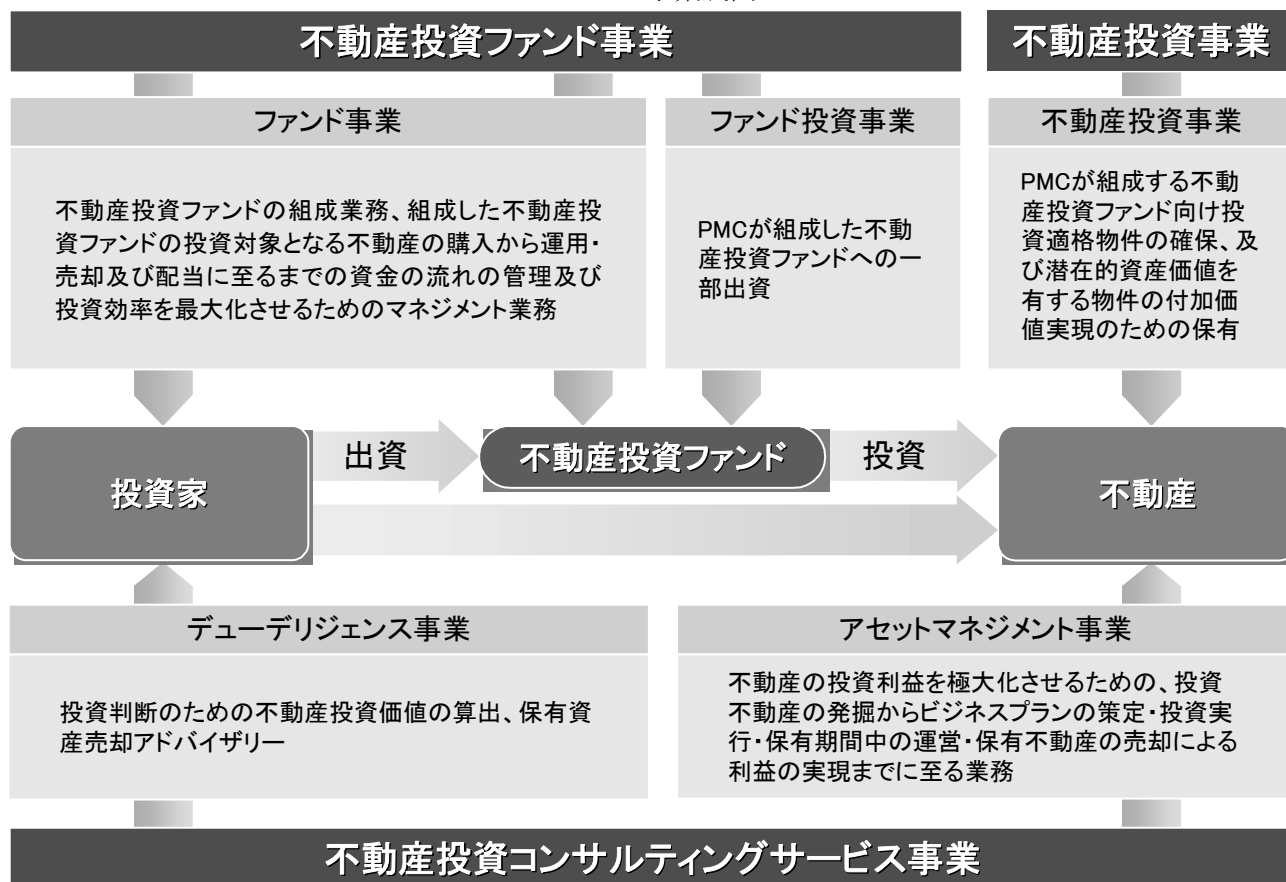 不動産投資ファンド事業
不動産投資事業
ファンド事業
不動産投資ファンドの組成業務、組成した不動産投
資ファンドの投資対象となる不動産の購入から運用・
売却及び配当に至るまでの資金の流れの管理及び
投資効率を最大化させるためのマネジメント業務
ファンド投資事業
PMCが組成した不動
産投資ファンドへの一
部出資
不動産投資事業
PMCが組成する不動
産投資ファンド向け投
資適格物件の確保、及
び潜在的資産価値を
有する物件の付加価
値実現のための保有
投資家
出資
不動産投資ファンド
投資
不動産
デューデリジェンス事業
投資判断のための不動産投資価値の算出、保有資
産売却アドバイザリー
アセットマネジメント事業
不動産の投資利益を極大化させるための、投資
不動産の発掘からビジネスプランの策定・投資実
行・保有期間中の運営・保有不動産の売却による
利益の実現までに至る業務
不動産投資コンサルティングサービス事業